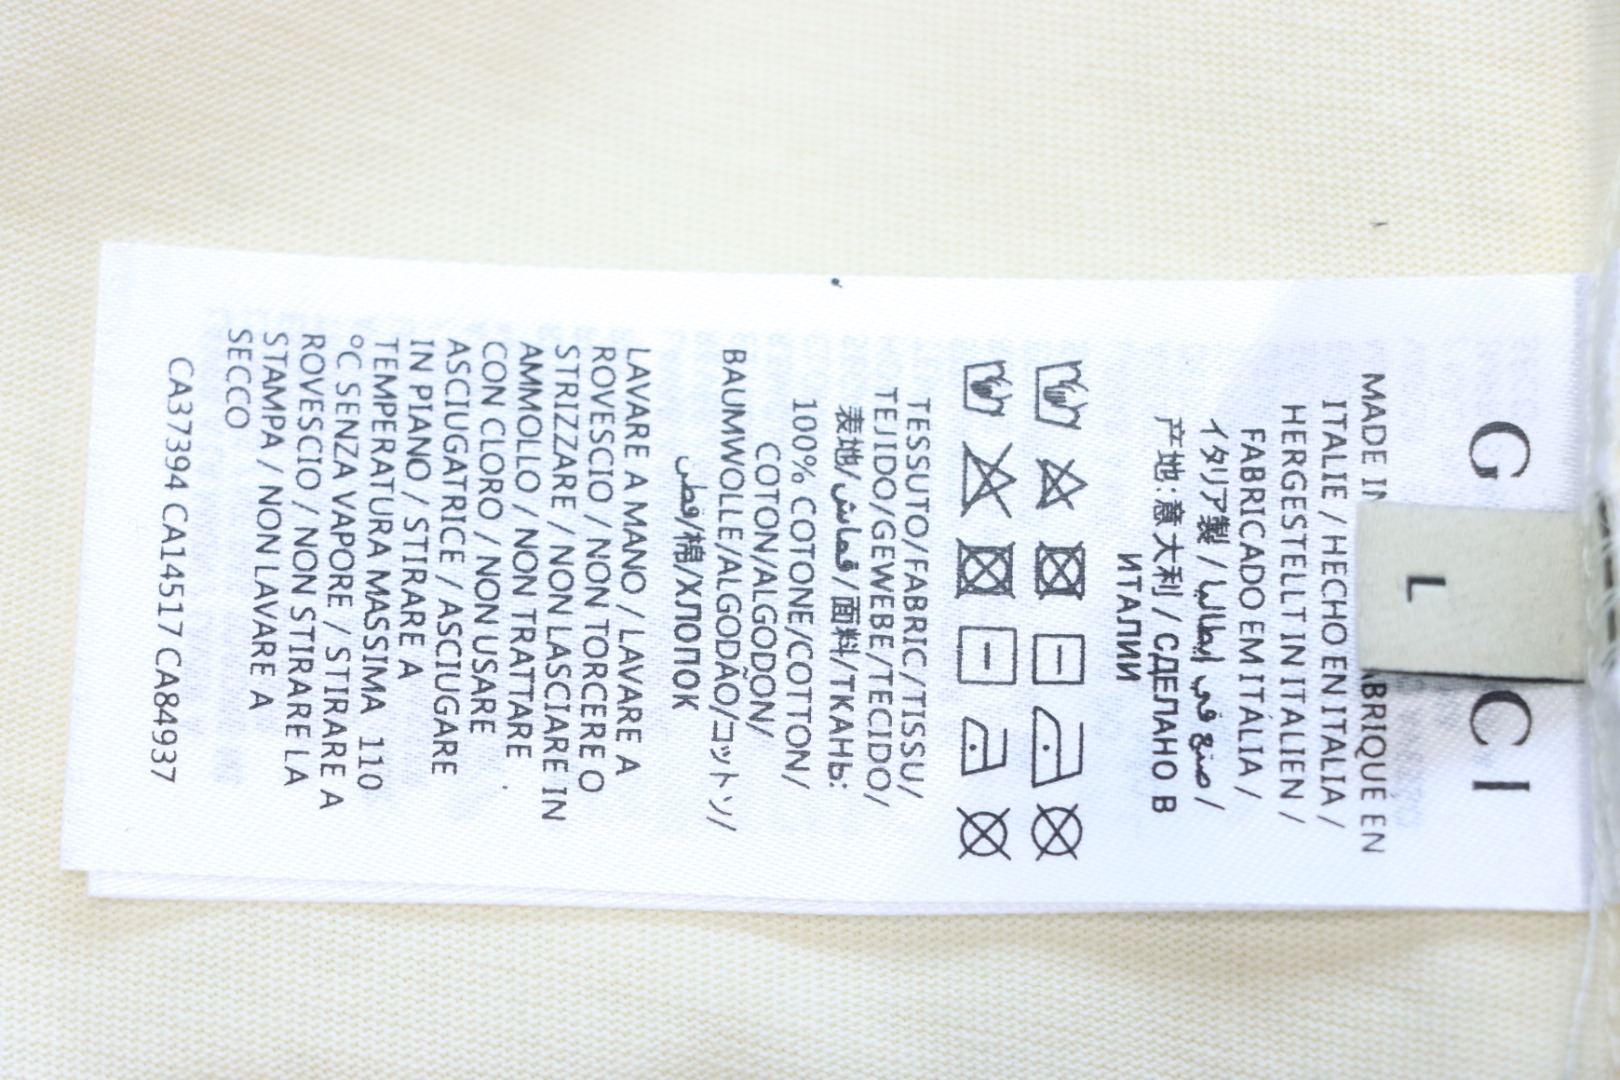 G CI
L
MADE IN ABRIQUÉ EN
ITALIE / HECHO EN ITALIA /
HERGESTELLT IN ITALIEN /
FABRICADO EM ITÁLIA /
イタリア製 / صنع في إيطاليا /
产地:意大利 / СДЕЛАНО В
ИТАЛИИ
TESSUTO/FABRIC/TISSU/
TEJIDO/GEWEBE/TECIDO/
表地/قماش/面料/ТКАНЬ:
100% COTONE/COTTON/
COTON/ALGODON/
BAUMWOLLE/ALGODÃO/コットン/
قطن/棉/ХЛОПОК
LAVARE A MANO / LAVARE A
ROVESCIO / NON TORCERE O
STRIZZARE / NON LASCIARE IN
AMMOLLO / NON TRATTARE
CON CLORO / NON USARE
ASCIUGATRICE / ASCIUGARE
IN PIANO / STIRARE A
TEMPERATURA MASSIMA 110
°C SENZA VAPORE / STIRARE A
ROVESCIO / NON STIRARE LA
STAMPA / NON LAVARE A
SECCO
CA37394 CA14517 CA84937